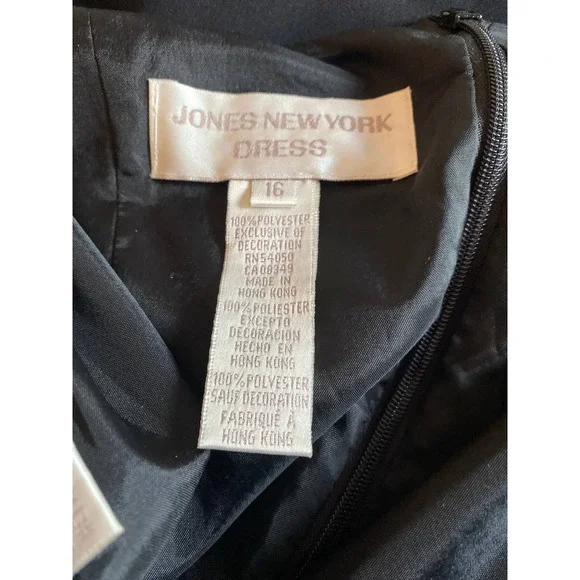 JONES NEW YORK
DRESS
16
100% POLYESTER
EXCLUSIVE OF
DECORATION
RN54050
CA08349
MADE IN
HONG KONG
100% POLIESTER
EXCEPTO
DECORACION
HECHO EN
HONG KONG
100% POLYESTER
SAUF DECORATION
FABRIQUÉ À
HONG KONG